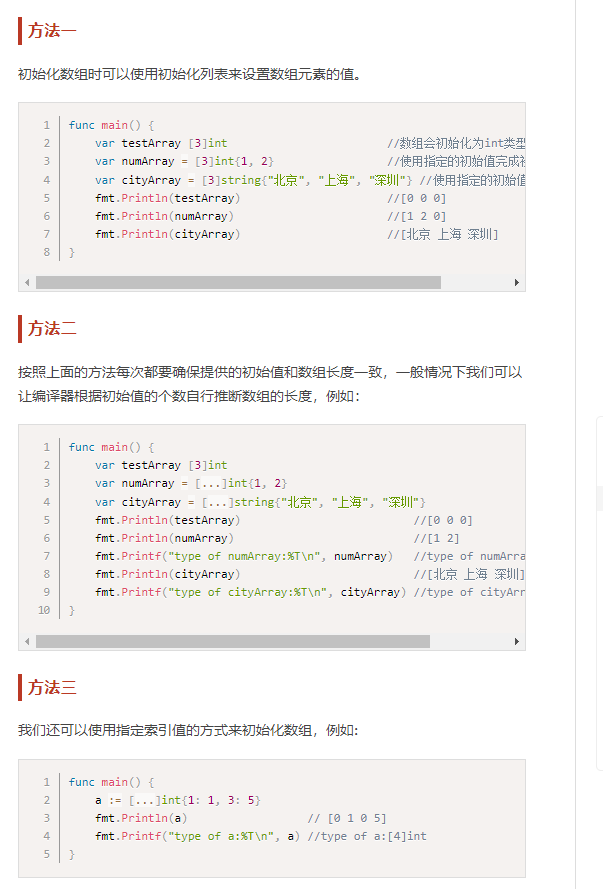 方法一
初始化数组时可以使用初始化列表来设置数组元素的值。
1 func main() {
2     var testArray [3]int                        //数组会初始化为int类型
3     var numArray = [3]int{1, 2}                 //使用指定的初始值完成
4     var cityArray = [3]string{"北京", "上海", "深圳"} //使用指定的初始值
5     fmt.Println(testArray)                      //[0 0 0]
6     fmt.Println(numArray)                       //[1 2 0]
7     fmt.Println(cityArray)                      //[北京 上海 深圳]
8 }
方法二
按照上面的方法每次都要确保提供的初始值和数组长度一致，一般情况下我们可以
让编译器根据初始值的个数自行推断数组的长度，例如：
1 func main() {
2     var testArray [3]int
3     var numArray = [...]int{1, 2}
4     var cityArray = [...]string{"北京", "上海", "深圳"}
5     fmt.Println(testArray)                          //[0 0 0]
6     fmt.Println(numArray)                           //[1 2]
7     fmt.Printf("type of numArray:%T\n", numArray)   //type of numArra
8     fmt.Println(cityArray)                          //[北京 上海 深圳]
9     fmt.Printf("type of cityArray:%T\n", cityArray) //type of cityArr
10 }
方法三
我们还可以使用指定索引值的方式来初始化数组，例如:
1 func main() {
2     a := [...]int{1: 1, 3: 5}
3     fmt.Println(a)                  // [0 1 0 5]
4     fmt.Printf("type of a:%T\n", a) //type of a:[4]int
5 }